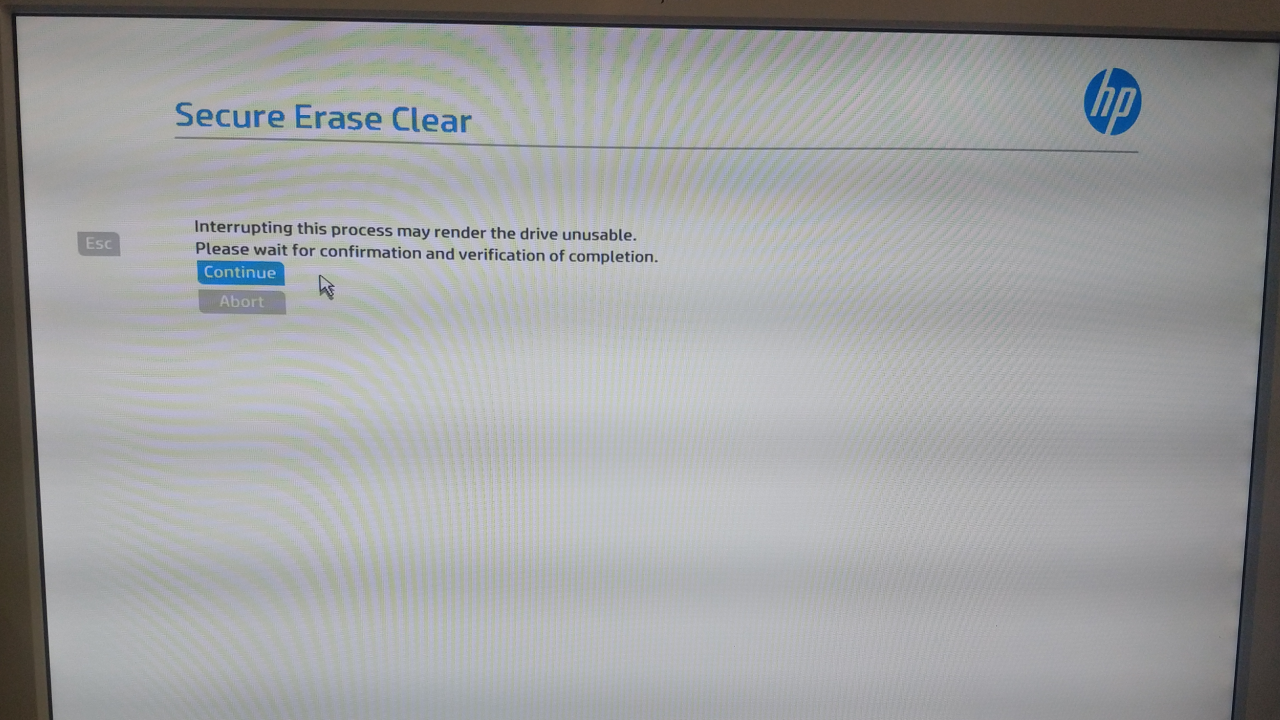 hp
Secure Erase Clear
Interrupting this process may render the drive unusable.
Esc
Please wait for confirmation and verification of completion.
Continue
Abort